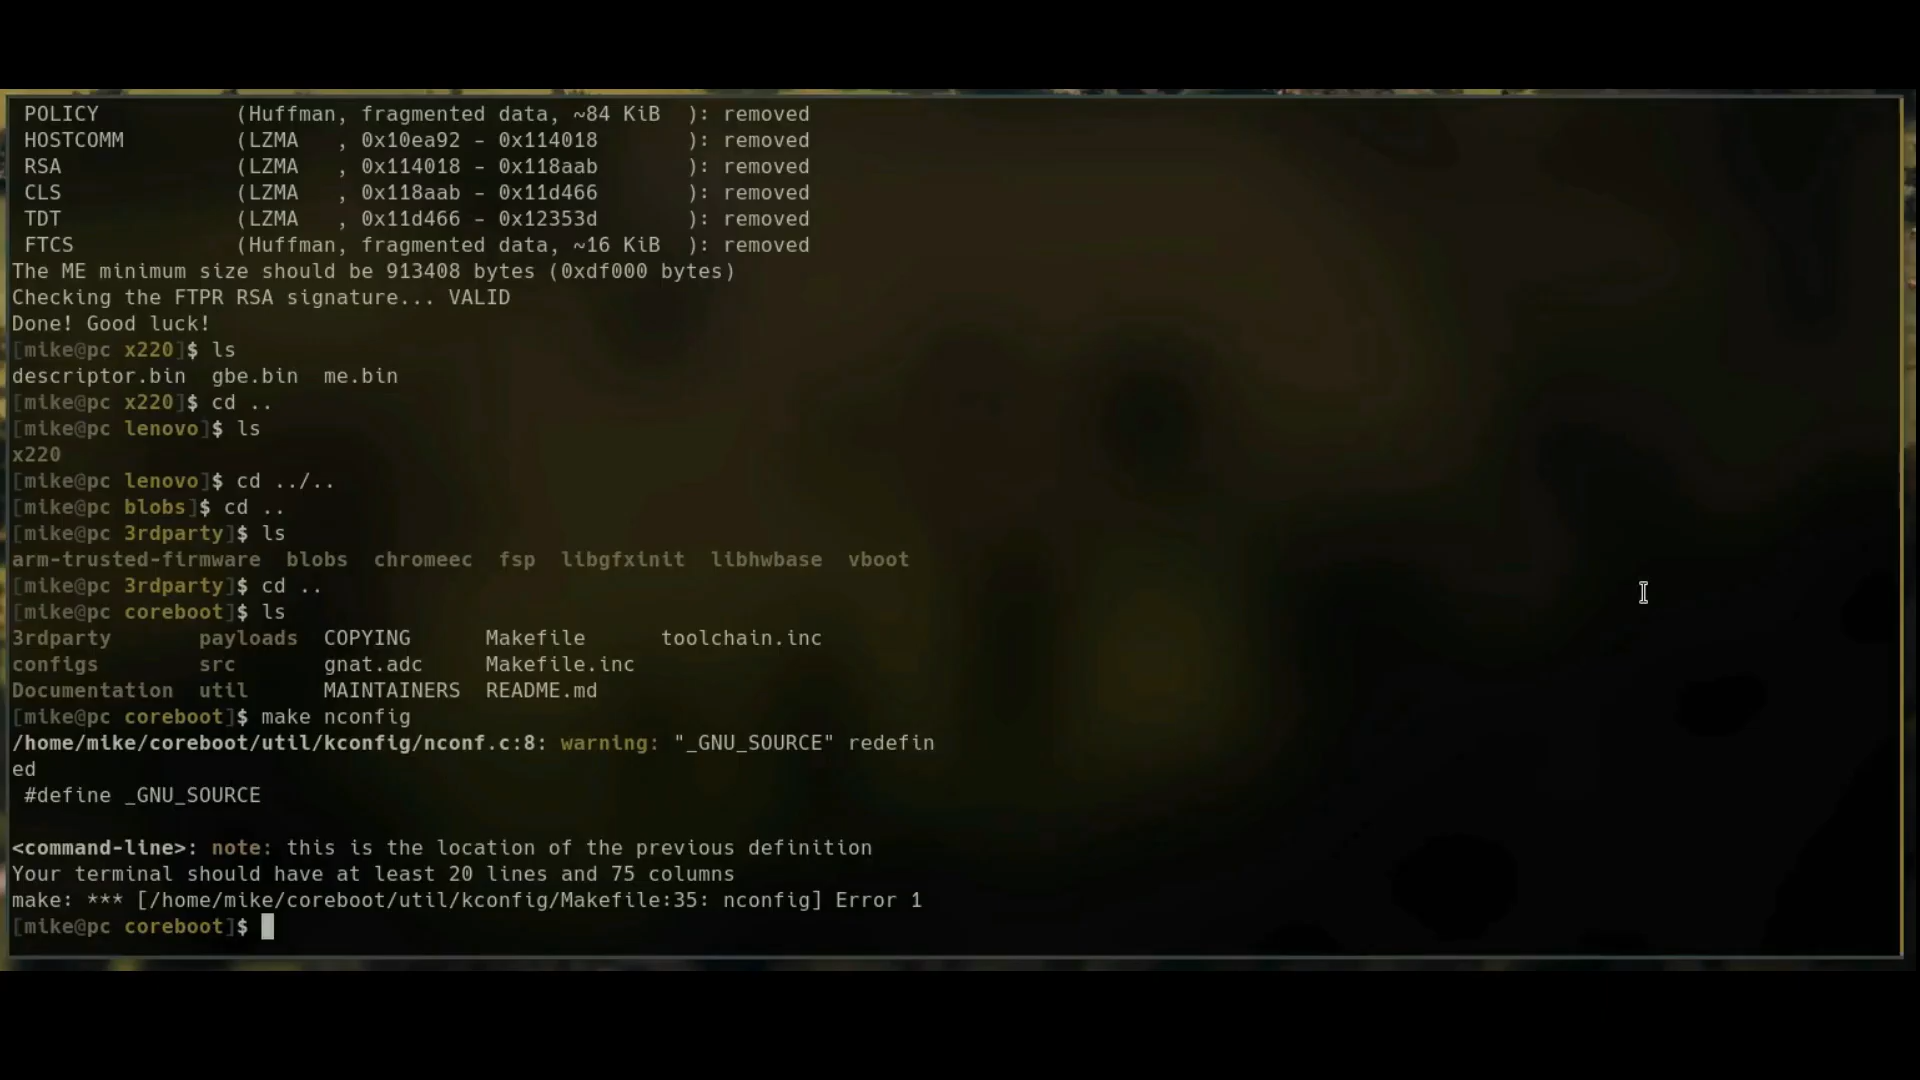 POLICY (Huffman, fragmented data, ~84 KiB ): removed
HOSTCOMM (LZMA , 0x10ea92 - 0x114018 ): removed
RSA (LZMA , 0x114018 - 0x118aab ): removed
CLS (LZMA , 0x118aab - 0x11d466 ): removed
TDT (LZMA , 0x11d466 - 0x12353d ): removed
FTCS (Huffman, fragmented data, ~16 KiB ): removed
The ME minimum size should be 913408 bytes (0xdf000 bytes)
Checking the FTPR RSA signature... VALID
Done! Good luck!
[mike@pc x220]$ ls
descriptor.bin gbe.bin me.bin
[mike@pc x220]$ cd ..
[mike@pc lenovo]$ ls
x220
[mike@pc lenovo]$ cd ../..
[mike@pc blobs]$ cd ..
[mike@pc 3rdparty]$ ls
arm-trusted-firmware blobs chromeec fsp libgfxinit libhwbase vboot
[mike@pc 3rdparty]$ cd ..
[mike@pc coreboot]$ ls
3rdparty payloads COPYING Makefile toolchain.inc
configs src gnat.adc Makefile.inc
Documentation util MAINTAINERS README.md
[mike@pc coreboot]$ make nconfig
/home/mike/coreboot/util/kconfig/nconf.c:8: warning: "_GNU_SOURCE" redefin
ed
#define _GNU_SOURCE
<command-line>: note: this is the location of the previous definition
Your terminal should have at least 20 lines and 75 columns
make: *** [/home/mike/coreboot/util/kconfig/Makefile:35: nconfig] Error 1
[mike@pc coreboot]$